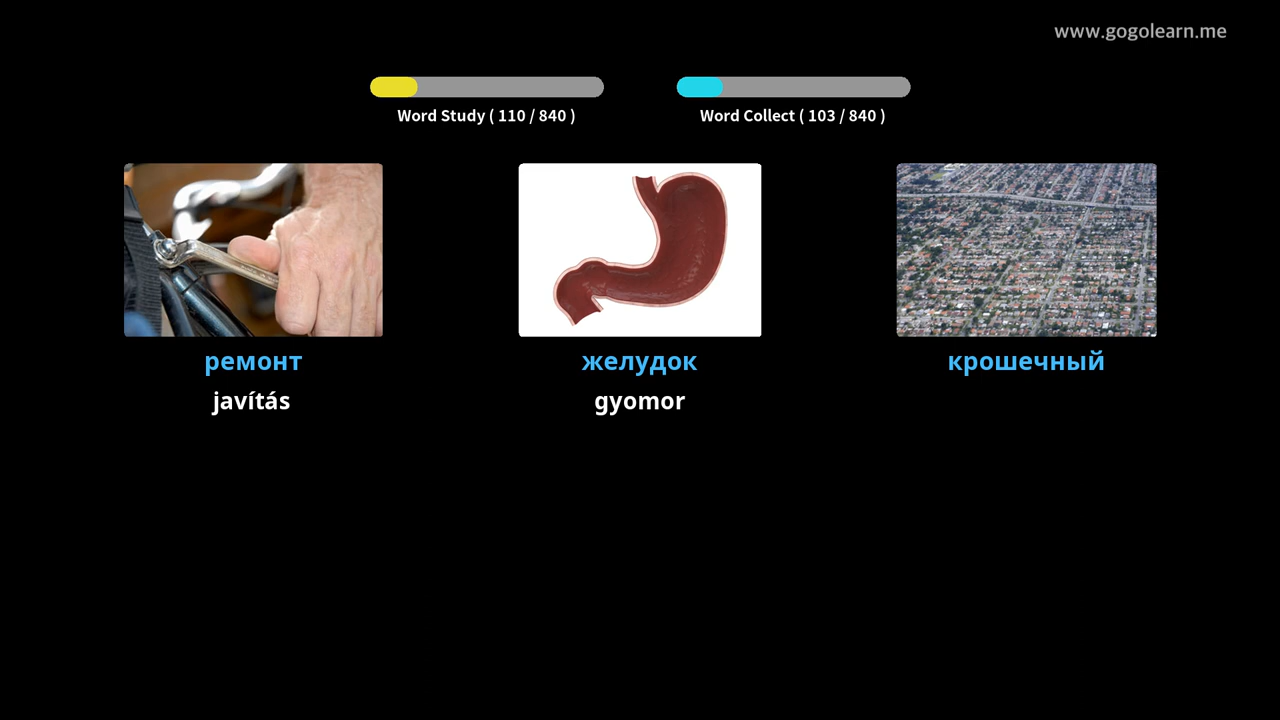 www.gogolearn.me
Word Study ( 110 / 840 )
Word Collect ( 103 / 840 )
ремонт
javítás
желудок
gyomor
крошечный